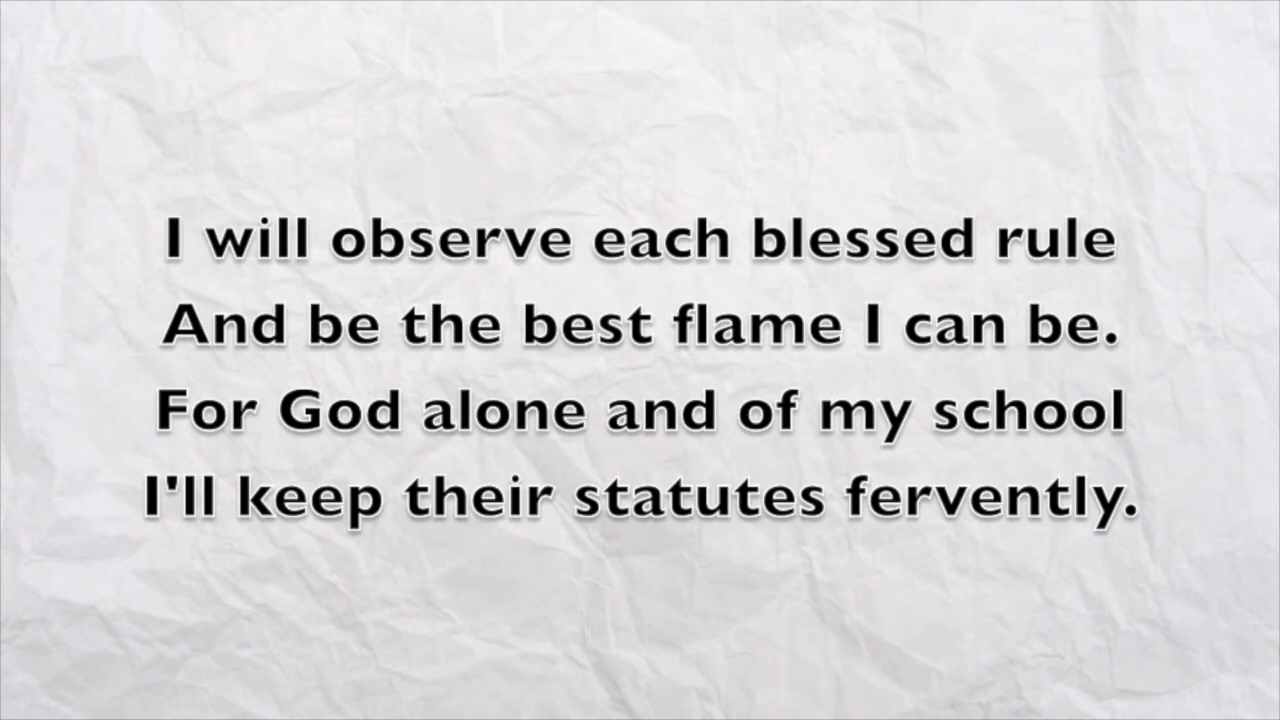 I will observe each blessed rule
And be the best flame I can be.
For God alone and of my school
I'll keep their statutes fervently.